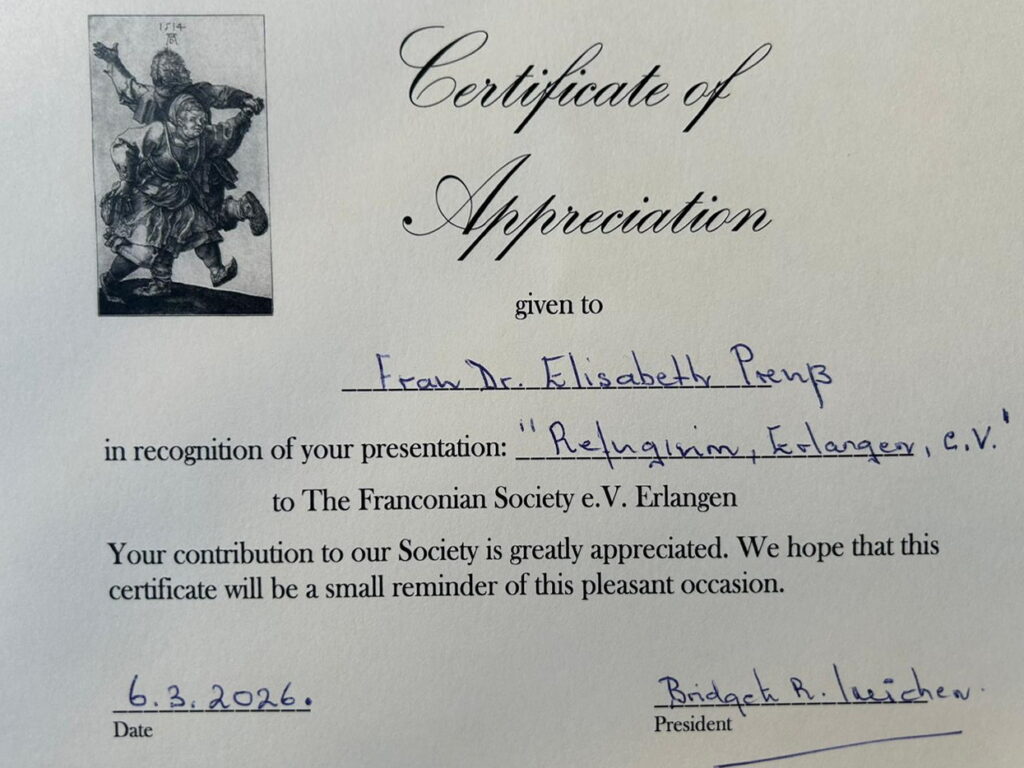 1514
Certificate of
Appreciation
given to
Frau Dr. Elisabeth Preuß
in recognition of your presentation: "Refugium, Erlangen, e.V."
to The Franconian Society e.V. Erlangen
Your contribution to our Society is greatly appreciated. We hope that this
certificate will be a small reminder of this pleasant occasion.
6.3.2026.
Bridget R.
Date
President